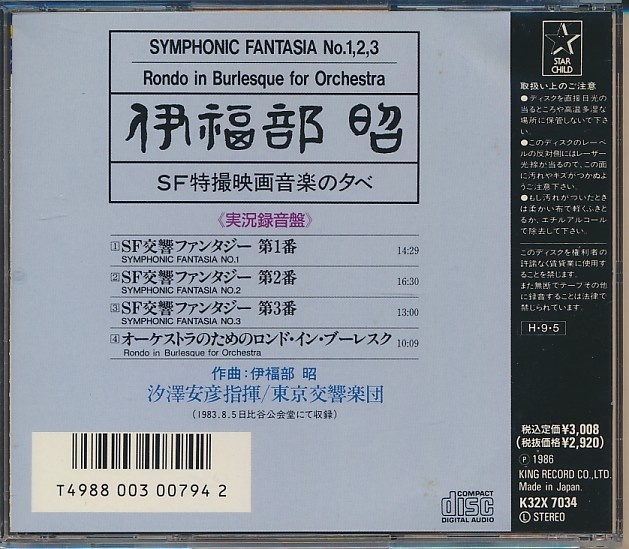 SYMPHONIC FANTASIA No.1,2,3
Rondo in Burlesque for Orchestra
伊福部 昭
SF特撮映画音楽の夕べ
《実況録音盤》
1 SF交響ファンタジー 第1番 14:29
SYMPHONIC FANTASIA NO.1
2 SF交響ファンタジー 第2番 16:30
SYMPHONIC FANTASIA NO.2
3 SF交響ファンタジー 第3番 13:00
SYMPHONIC FANTASIA NO.3
4 オーケストラのためのロンド・イン・ブーレスク 10:09
Rondo in Burlesque for Orchestra
作曲：伊福部 昭
汐澤安彦指揮/東京交響楽団
(1983.8.5日比谷公会堂にて収録)
T4988 003 00794 2
COMPACT
disc
DIGITAL AUDIO
STAR
CHILD
取扱い上のご注意
●ディスクを直接日光の
当るところや高温多湿な
場所に保管しないで下さ
い。
●このディスクのレーベ
ルの反対側にはレーザー
光線が当るので、この面
に汚れやキズがつかぬよ
うご注意下さい。
●もし汚れがついたとき
は柔かい布で軽くふきと
るか、エチルアルコール
で除去して下さい。
このディスクを権利者の
許諾なく賃貸業に使用す
ることを禁じます。
また無断でテープその他
に録音することは法律で
禁じられています。
H・9・5
税込定価¥3,008
(税抜価格¥2,920)
Ⓟ 1986
KING RECORD CO.,LTD.
Made in Japan.
K32X 7034
Ⓛ STEREO